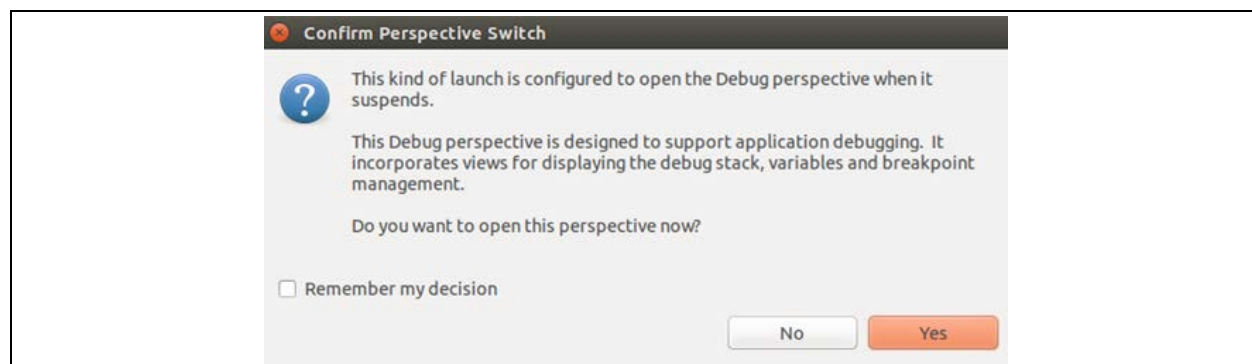 Confirm Perspective Switch
This kind of launch is configured to open the Debug perspective when it
suspends.
This Debug perspective is designed to support application debugging. It
incorporates views for displaying the debug stack, variables and breakpoint
management.
Do you want to open this perspective now?
Remember my decision
No
Yes